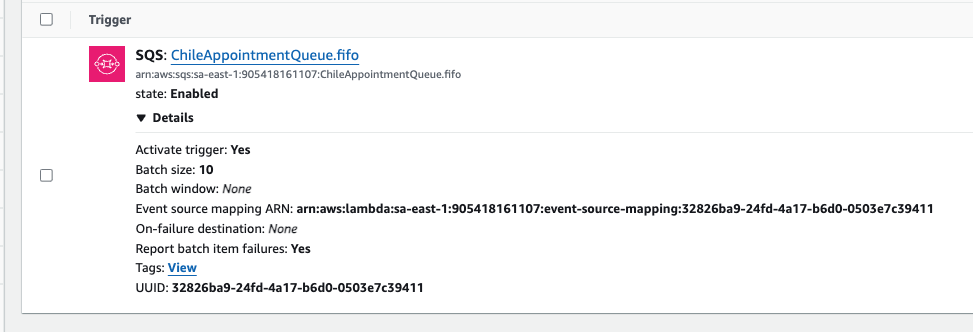 Trigger
SQS: ChileAppointmentQueue.fifo
arn:aws:sqs:sa-east-1:905418161107:ChileAppointmentQueue.fifo
state: Enabled
▼ Details
Activate trigger: Yes
Batch size: 10
Batch window: None
Event source mapping ARN: arn:aws:lambda:sa-east-1:905418161107:event-source-mapping:32826ba9-24fd-4a17-b6d0-0503e7c39411
On-failure destination: None
Report batch item failures: Yes
Tags: View
UUID: 32826ba9-24fd-4a17-b6d0-0503e7c39411